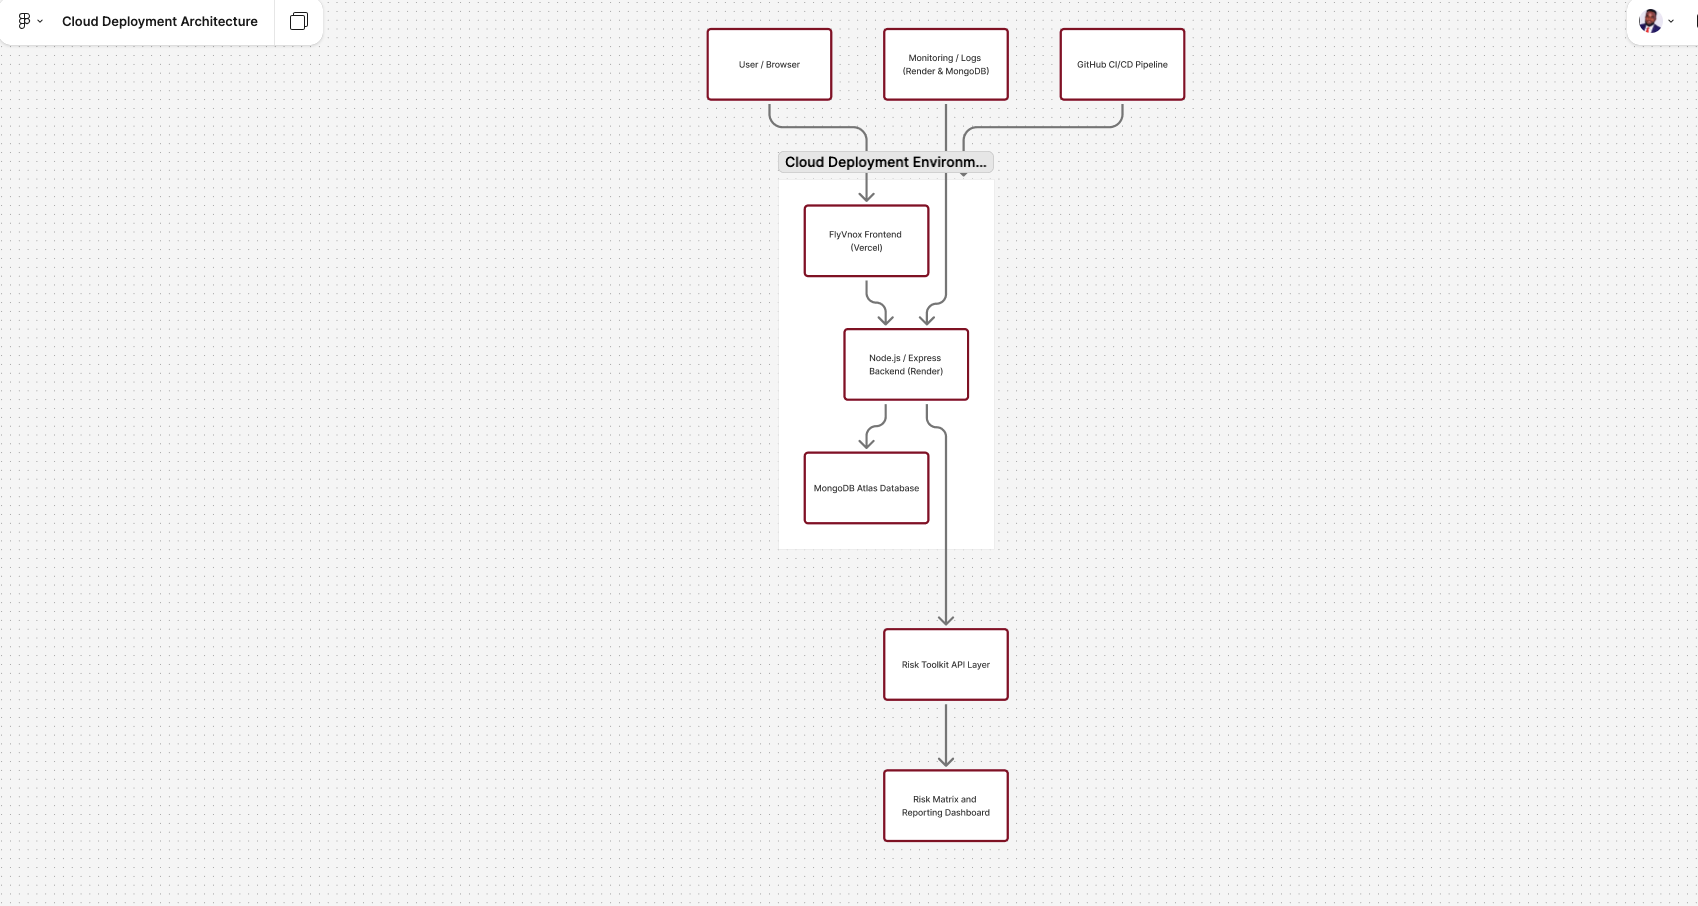 Cloud Deployment Architecture
User / Browser
Monitoring / Logs
(Render & MongoDB)
GitHub CI/CD Pipeline
Cloud Deployment Environm...
FlyVnox Frontend
(Vercel)
Node.js / Express
Backend (Render)
MongoDB Atlas Database
Risk Toolkit API Layer
Risk Matrix and
Reporting Dashboard